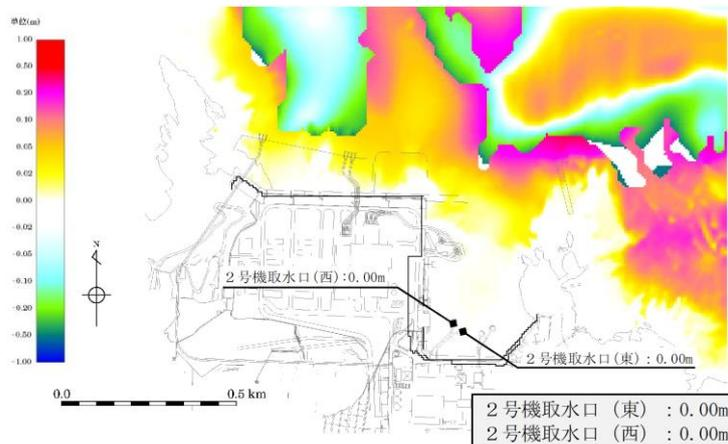 単位(m)
1.00
0.50
0.20
0.10
0.05
0.02
0.00
-0.02
-0.05
-0.10
-0.20
-0.50
-1.00
N
2号機取水口(西):0.00m
2号機取水口(東):0.00m
0.0 0.5 km
2号機取水口（東）:0.00m
2号機取水口（西）:0.00m